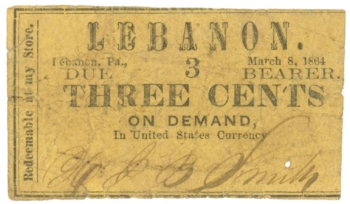 Redeemable at my Store.
LEBANON.
Lebanon, Pa., March 8, 1864
DUE 3 BEARER,
THREE CENTS
ON DEMAND,
In United States Currency
Smith